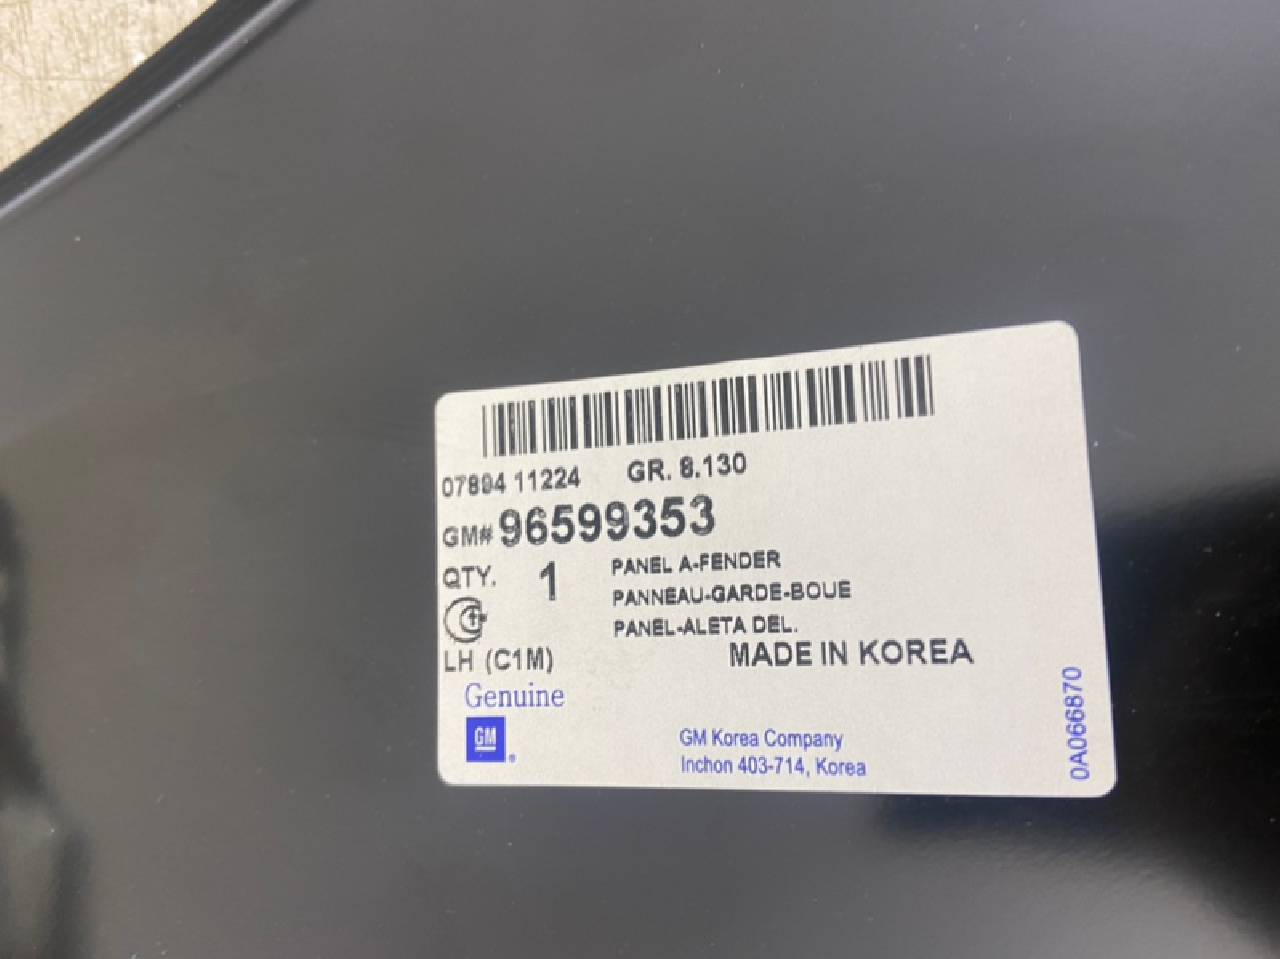 07894 11224 GR. 8.130
GM# 96599353
QTY. 1
PANEL A-FENDER
PANNEAU-GARDE-BOUE
PANEL-ALETA DEL.
LH (C1M)
MADE IN KOREA
Genuine
GM
GM Korea Company
Inchon 403-714, Korea
0A066870